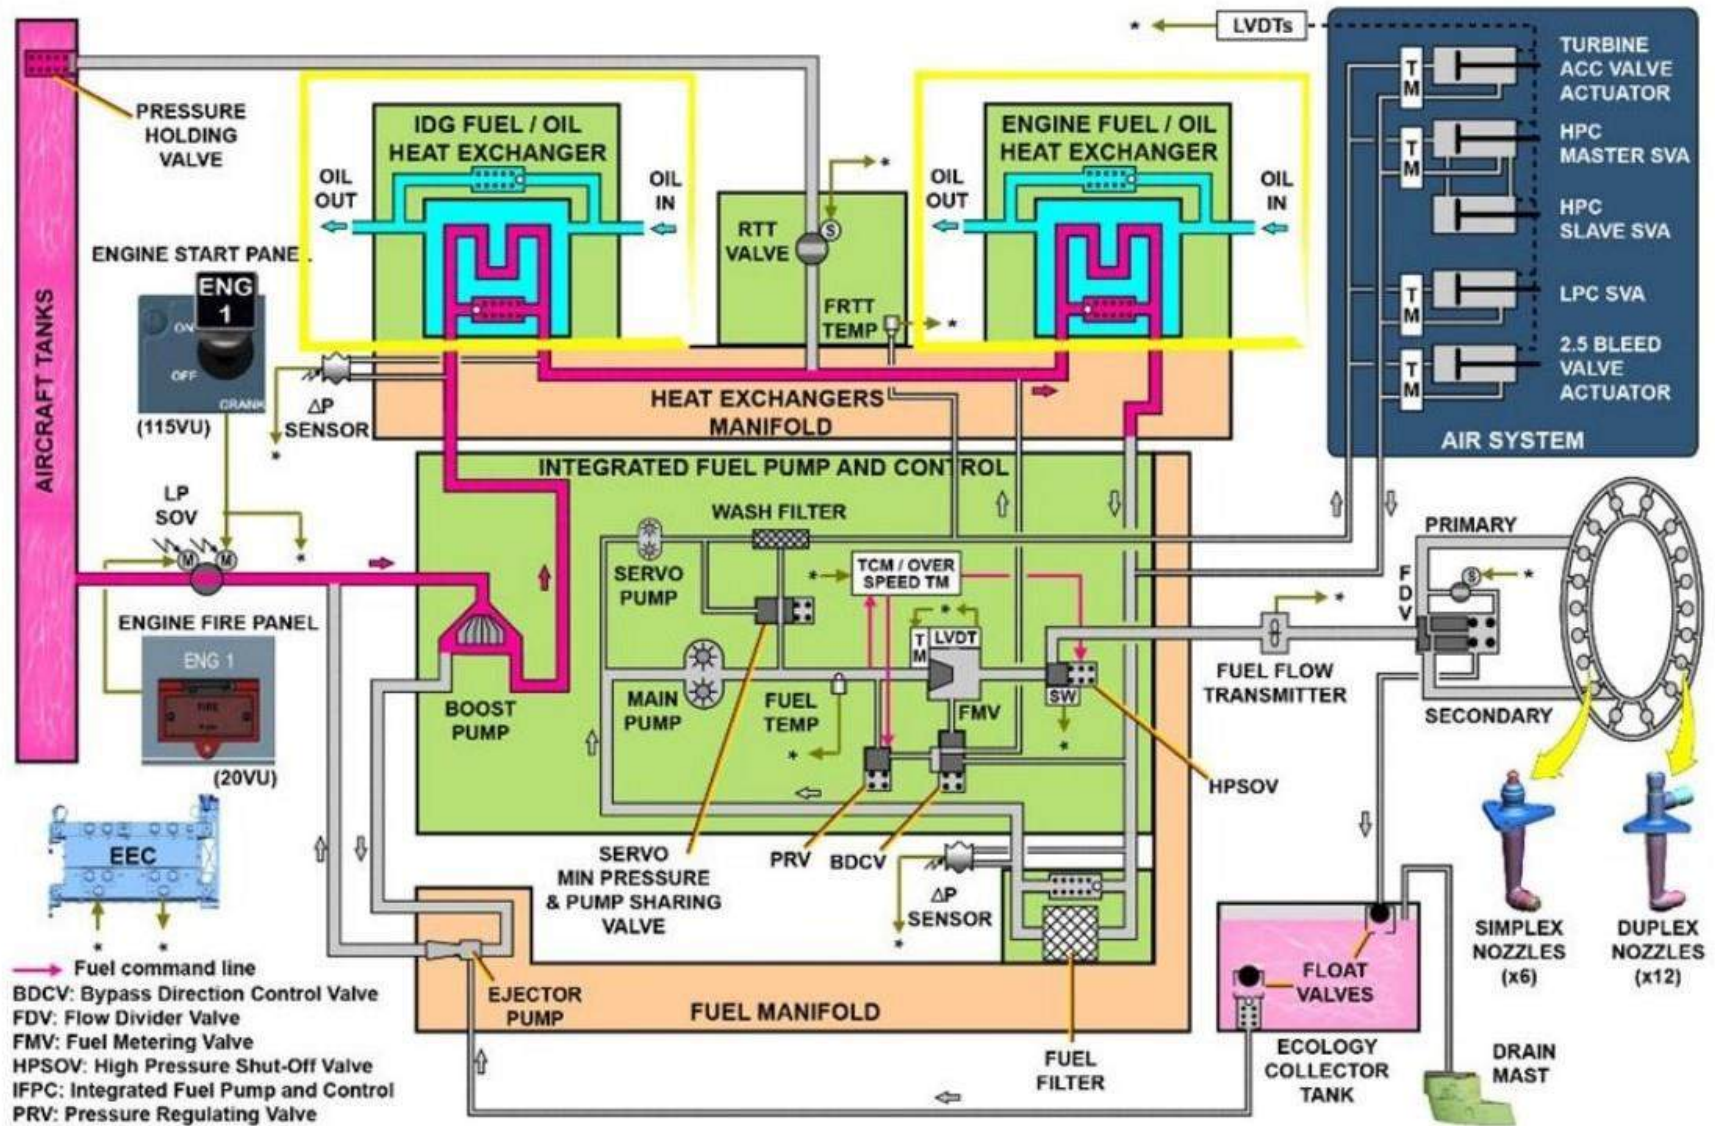 LVDTs
TURBINE
ACC VALVE
ACTUATOR
TM
HPC
MASTER SVA
TM
HPC
SLAVE SVA
LPC SVA
TM
2.5 BLEED
VALVE
ACTUATOR
TM
AIR SYSTEM
PRESSURE
HOLDING
VALVE
AIRCRAFT TANKS
IDG FUEL / OIL
HEAT EXCHANGER
OIL
OUT
OIL
IN
RTT
VALVE
S
FRTT
TEMP
ENGINE FUEL / OIL
HEAT EXCHANGER
OIL
OUT
OIL
IN
ENGINE START PANEL
ENG
1
ON
OFF
CRANK
(115VU)
ΔP
SENSOR
HEAT EXCHANGERS
MANIFOLD
LP
SOV
M
M
ENGINE FIRE PANEL
ENG 1
FIRE
(20VU)
INTEGRATED FUEL PUMP AND CONTROL
WASH FILTER
SERVO
PUMP
TCM / OVER
SPEED TM
TM
LVDT
MAIN
PUMP
FUEL
TEMP
FMV
SW
BOOST
PUMP
HPSOV
FUEL FLOW
TRANSMITTER
FDV
S
PRIMARY
SECONDARY
SERVO
MIN PRESSURE
& PUMP SHARING
VALVE
PRV
BDCV
ΔP
SENSOR
EEC
EJECTOR
PUMP
FUEL MANIFOLD
FUEL
FILTER
FLOAT
VALVES
ECOLOGY
COLLECTOR
TANK
DRAIN
MAST
SIMPLEX
NOZZLES
(x6)
DUPLEX
NOZZLES
(x12)
Fuel command line
BDCV: Bypass Direction Control Valve
FDV: Flow Divider Valve
FMV: Fuel Metering Valve
HPSOV: High Pressure Shut-Off Valve
IFPC: Integrated Fuel Pump and Control
PRV: Pressure Regulating Valve